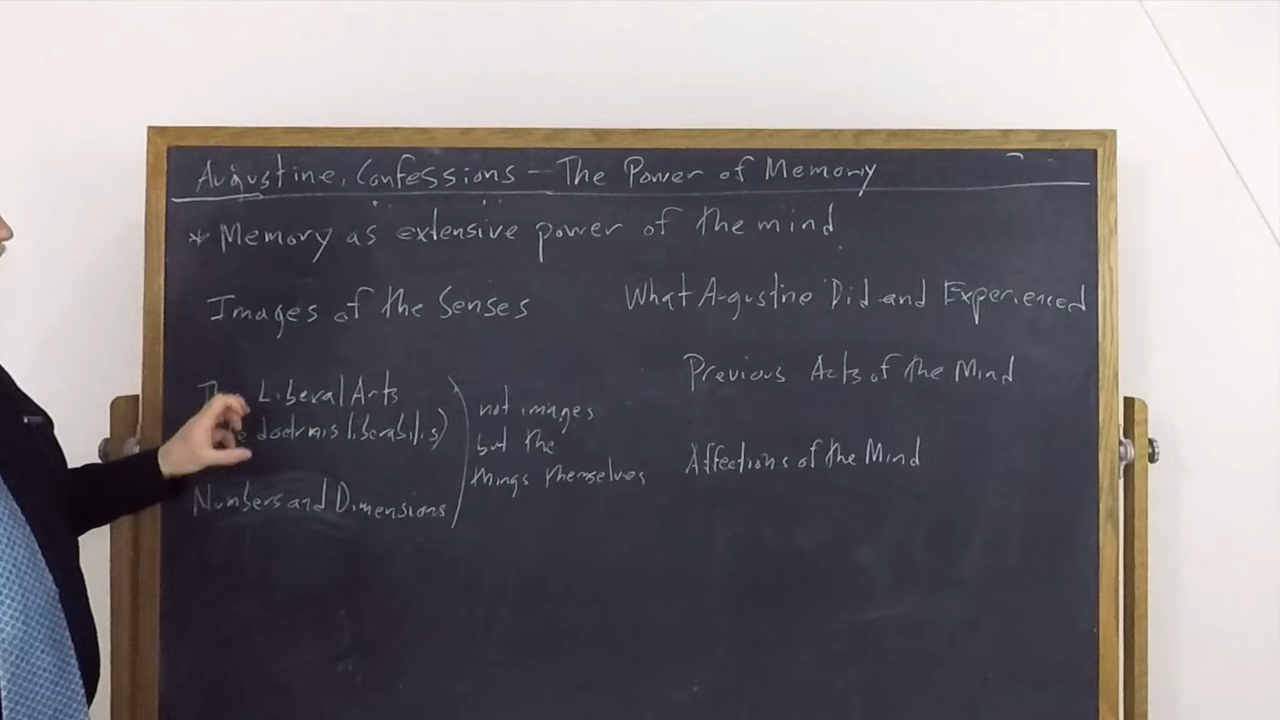 Augustine, Confessions - The Power of Memory
* Memory as extensive power of the mind
Images of the Senses
What Augustine Did and Experienced
Liberal Arts
liberabilis)
Numbers and Dimensions
not images
but the
things themselves
Previous Acts of the Mind
Affections of the Mind